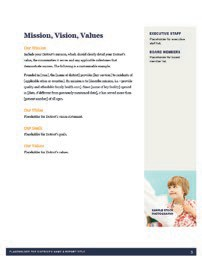 Mission, Vision, Values
EXECUTIVE STAFF
Placeholder for executive
staff list.
BOARD MEMBERS
Placeholder for board
member list.
Our Mission
Include your District's mission, which should clearly detail your District's
value, the communities it serves and any applicable milestones that
demonstrate success. The following is a customizable example:
Founded in [year], the [name of district] provides [list services] to residents of
[applicable cities or counties]. Its mission is to [describe mission, i.e. – provide
quality and affordable family health care]. Since [name of key leader] opened
in [date, if different from previously mentioned date], it has served more than
[patient number] of all ages.
Our Vision
Placeholder for District's vision statement.
Our Goals
Placeholder for District's goals.
Our Values
Placeholder for District's values.
SAMPLE STOCK
PHOTOGRAPHY